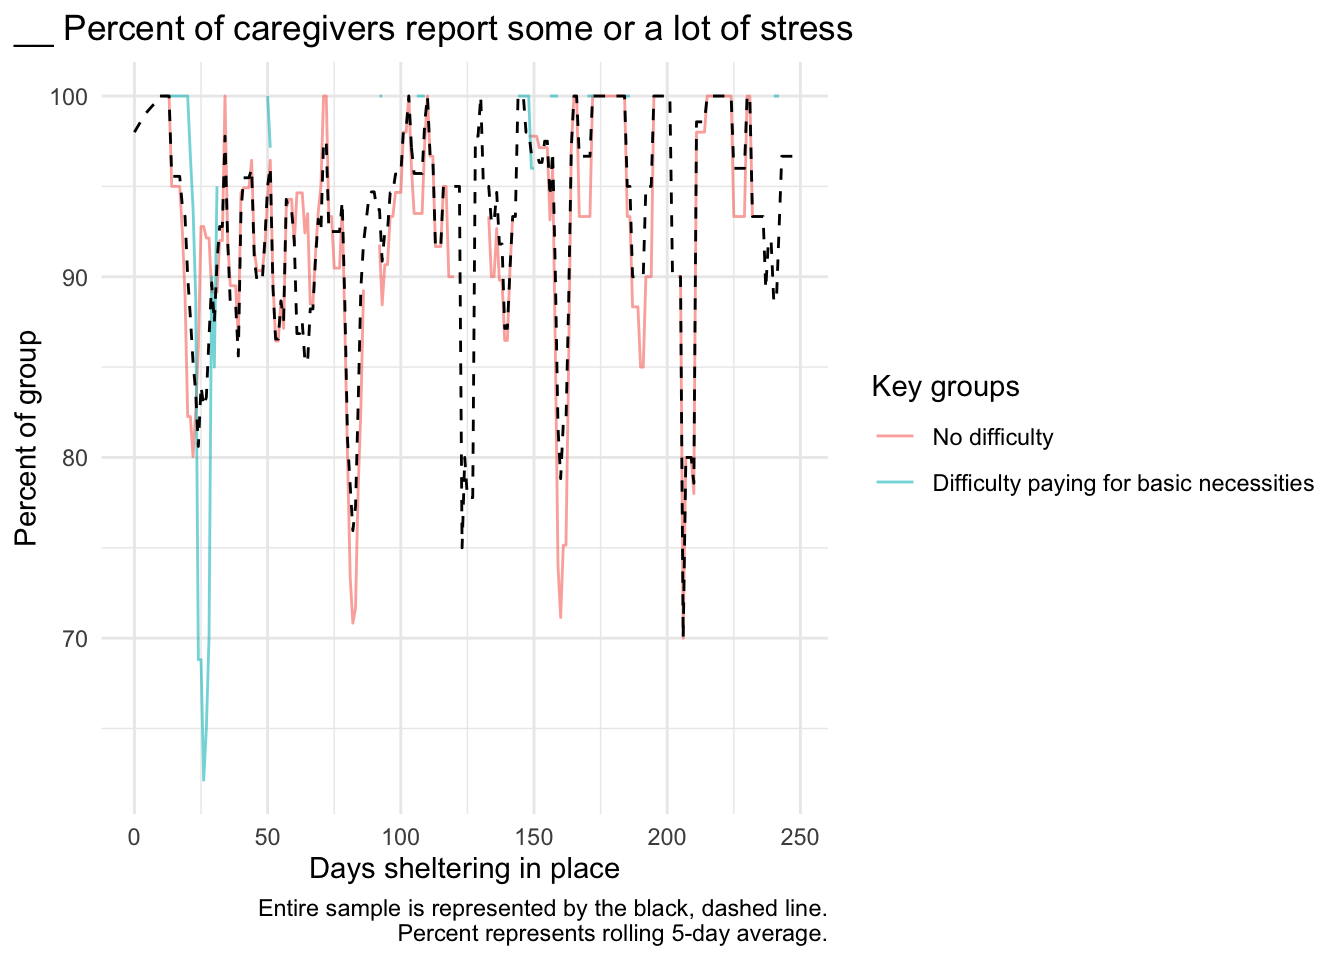 __ Percent of caregivers report some or a lot of stress
100
90
80
70
Percent of group
0 50 100 150 200 250
Days sheltering in place
Key groups
No difficulty
Difficulty paying for basic necessities
Entire sample is represented by the black, dashed line.
Percent represents rolling 5-day average.